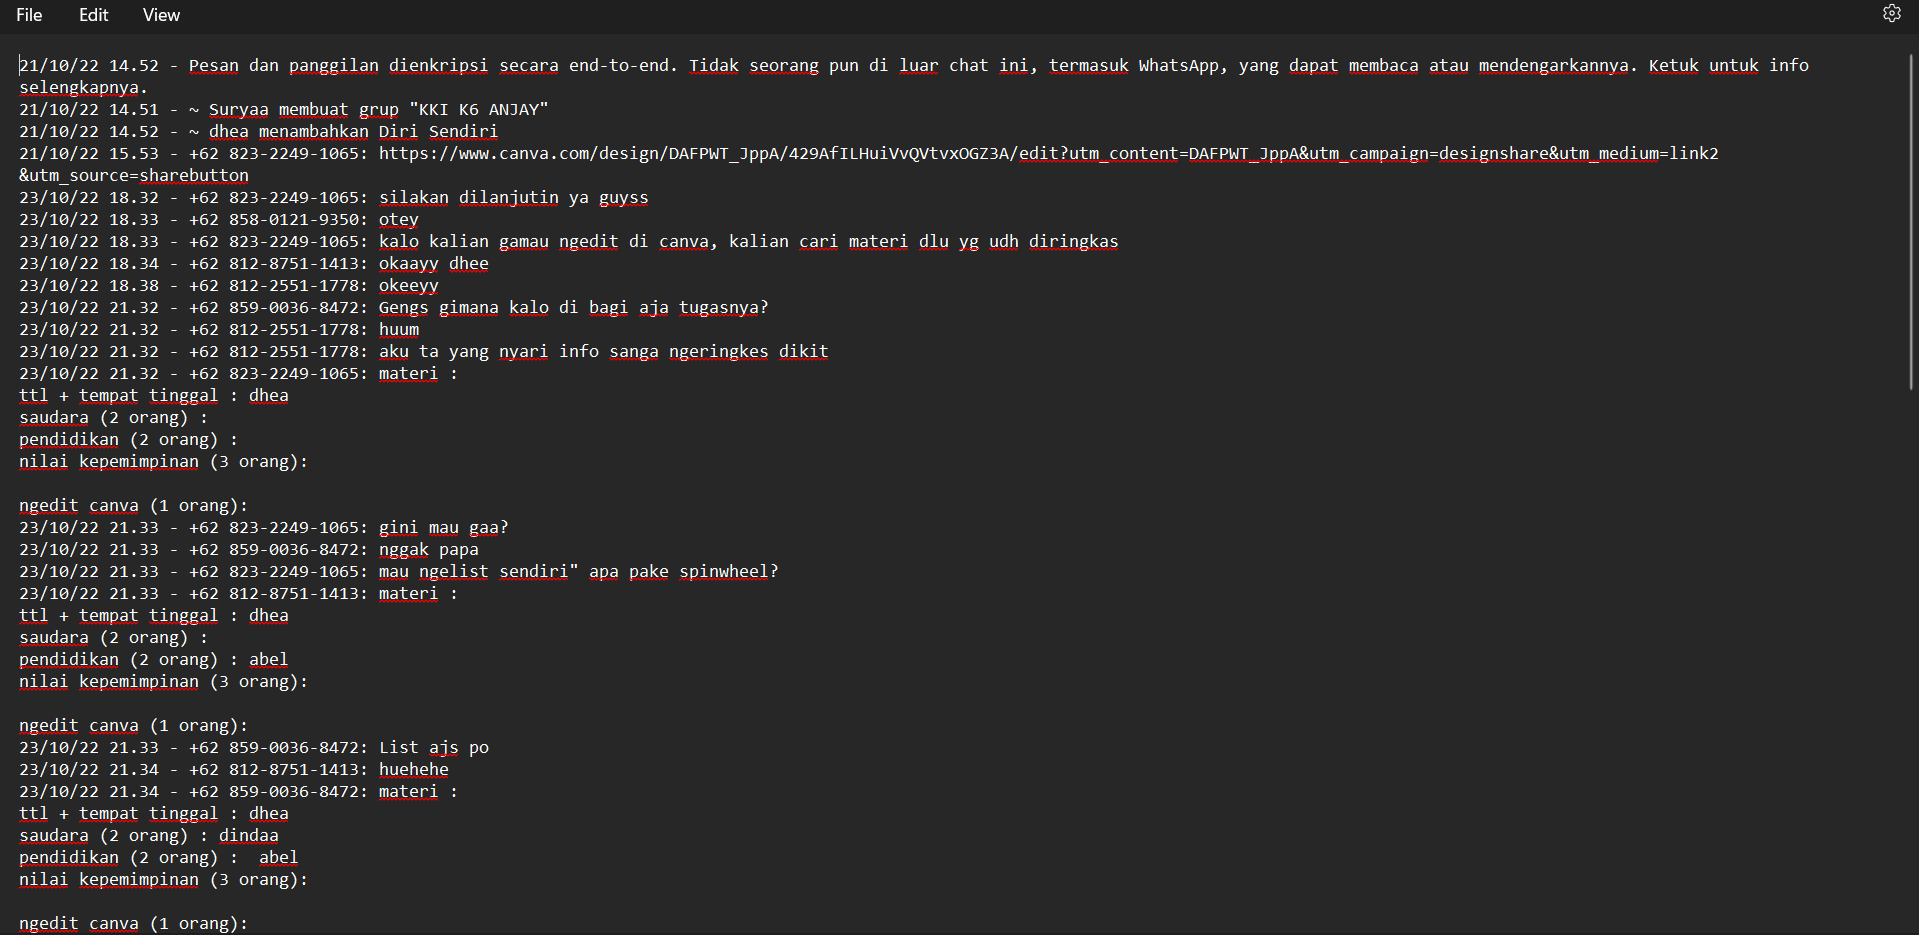 File Edit View
21/10/22 14.52 - Pesan dan panggilan dienkripsi secara end-to-end. Tidak seorang pun di luar chat ini, termasuk WhatsApp, yang dapat membaca atau mendengarkannya. Ketuk untuk info
selengkapnya.
21/10/22 14.51 - ~ Suryaa membuat grup "KKI K6 ANJAY"
21/10/22 14.52 - ~ dhea menambahkan Diri Sendiri
21/10/22 15.53 - +62 823-2249-1065: https://www.canva.com/design/DAFPWT_JppA/429AfILHuiVvQVtvxOGZ3A/edit?utm_content=DAFPWT_JppA&utm_campaign=designshare&utm_medium=link2
&utm_source=sharebutton
23/10/22 18.32 - +62 823-2249-1065: silakan dilanjutin ya guyss
23/10/22 18.33 - +62 858-0121-9350: otey
23/10/22 18.33 - +62 823-2249-1065: kalo kalian gamau ngedit di canva, kalian cari materi dlu yg udh diringkas
23/10/22 18.34 - +62 812-8751-1413: okaayy dhee
23/10/22 18.38 - +62 812-2551-1778: okeeyy
23/10/22 21.32 - +62 859-0036-8472: Gengs gimana kalo di bagi aja tugasnya?
23/10/22 21.32 - +62 812-2551-1778: huum
23/10/22 21.32 - +62 812-2551-1778: aku ta yang nyari info sanga ngeringkes dikit
23/10/22 21.32 - +62 823-2249-1065: materi :
ttl + tempat tinggal : dhea
saudara (2 orang) :
pendidikan (2 orang) :
nilai kepemimpinan (3 orang):
ngedit canva (1 orang):
23/10/22 21.33 - +62 823-2249-1065: gini mau gaa?
23/10/22 21.33 - +62 859-0036-8472: nggak papa
23/10/22 21.33 - +62 823-2249-1065: mau ngelist sendiri" apa pake spinwheel?
23/10/22 21.33 - +62 812-8751-1413: materi :
ttl + tempat tinggal : dhea
saudara (2 orang) :
pendidikan (2 orang) : abel
nilai kepemimpinan (3 orang):
ngedit canva (1 orang):
23/10/22 21.33 - +62 859-0036-8472: List ajs po
23/10/22 21.34 - +62 812-8751-1413: huehehe
23/10/22 21.34 - +62 859-0036-8472: materi :
ttl + tempat tinggal : dhea
saudara (2 orang) : dindaa
pendidikan (2 orang) :  abel
nilai kepemimpinan (3 orang):
ngedit canva (1 orang):